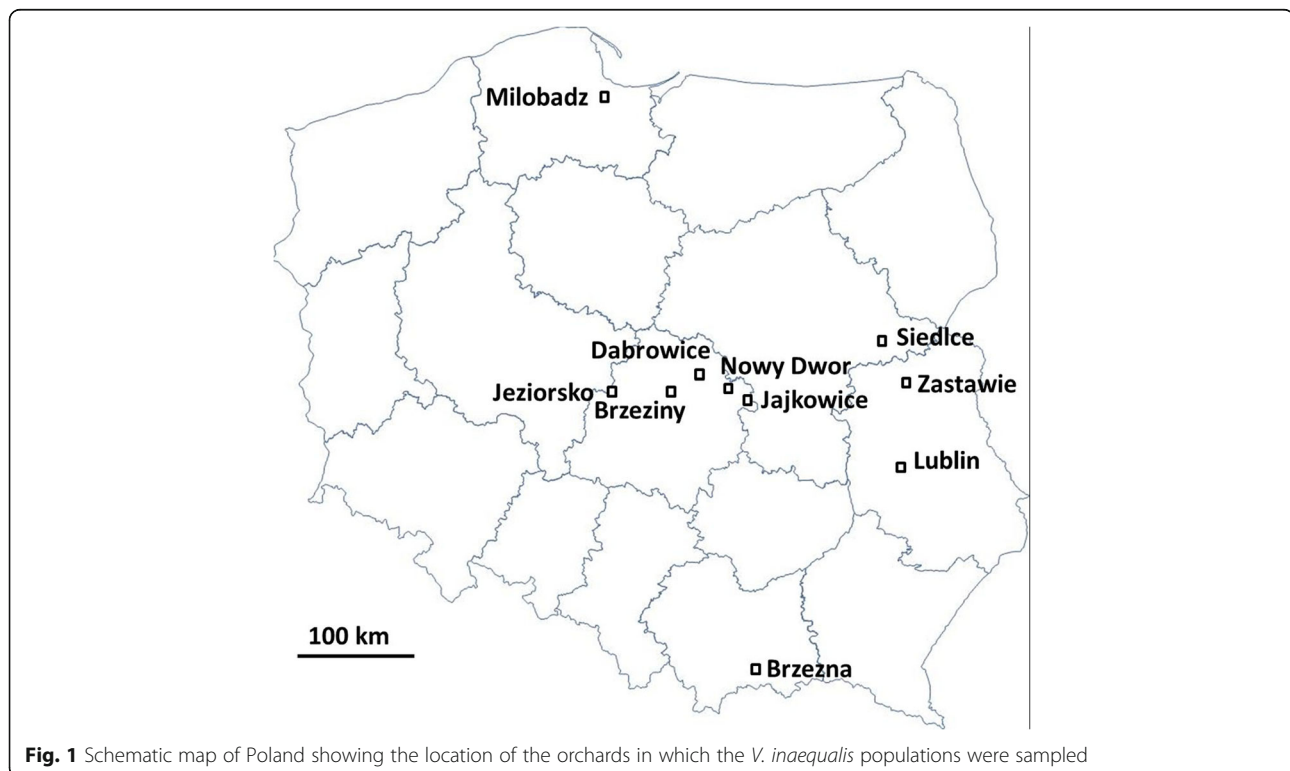 Milobadz
Siedlce
Dabrowice
Nowy Dwor
Zastawie
Jeziorsko
Jajkowice
Brzeziny
Lublin
100 km
Brzezna
Fig. 1 Schematic map of Poland showing the location of the orchards in which the V. inaequalis populations were sampled